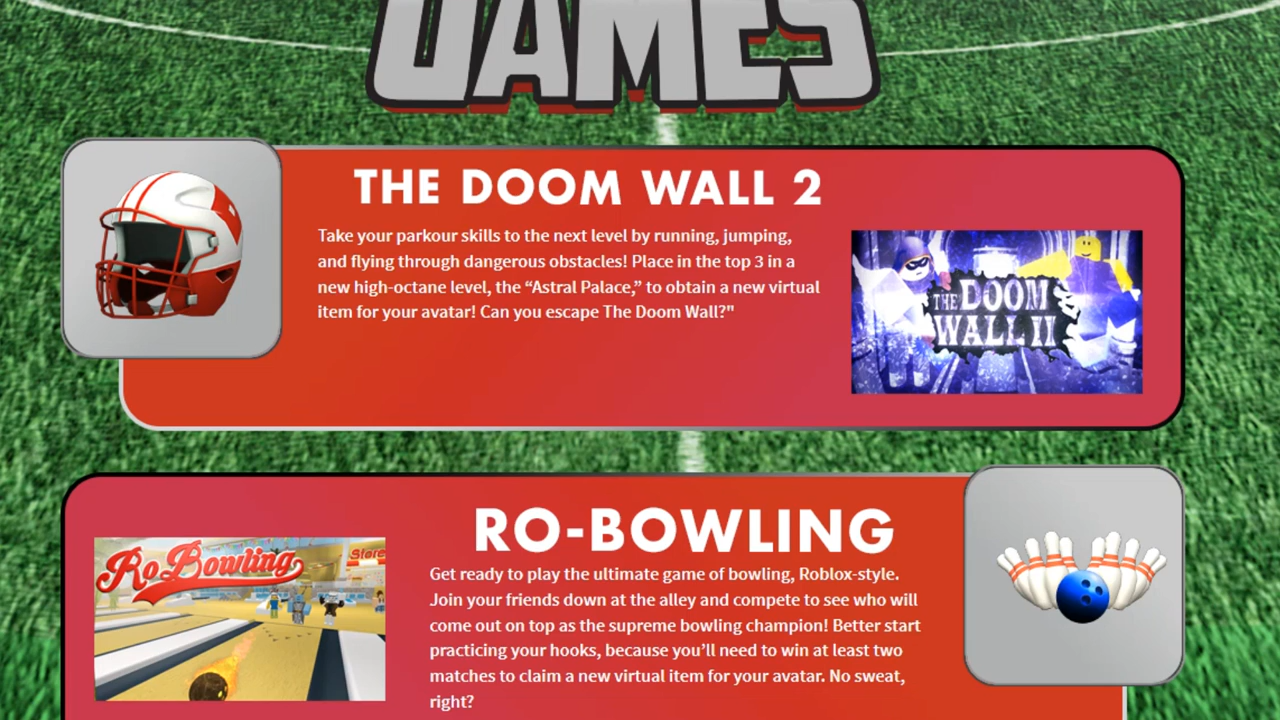 GAMES
THE DOOM WALL 2
Take your parkour skills to the next level by running, jumping,
and flying through dangerous obstacles! Place in the top 3 in a
new high-octane level, the “Astral Palace,” to obtain a new virtual
item for your avatar! Can you escape The Doom Wall?"
THE DOOM
WALL II
RO-BOWLING
Get ready to play the ultimate game of bowling, Roblox-style.
Join your friends down at the alley and compete to see who will
come out on top as the supreme bowling champion! Better start
practicing your hooks, because you’ll need to win at least two
matches to claim a new virtual item for your avatar. No sweat,
right?
Ro Bowling
Store